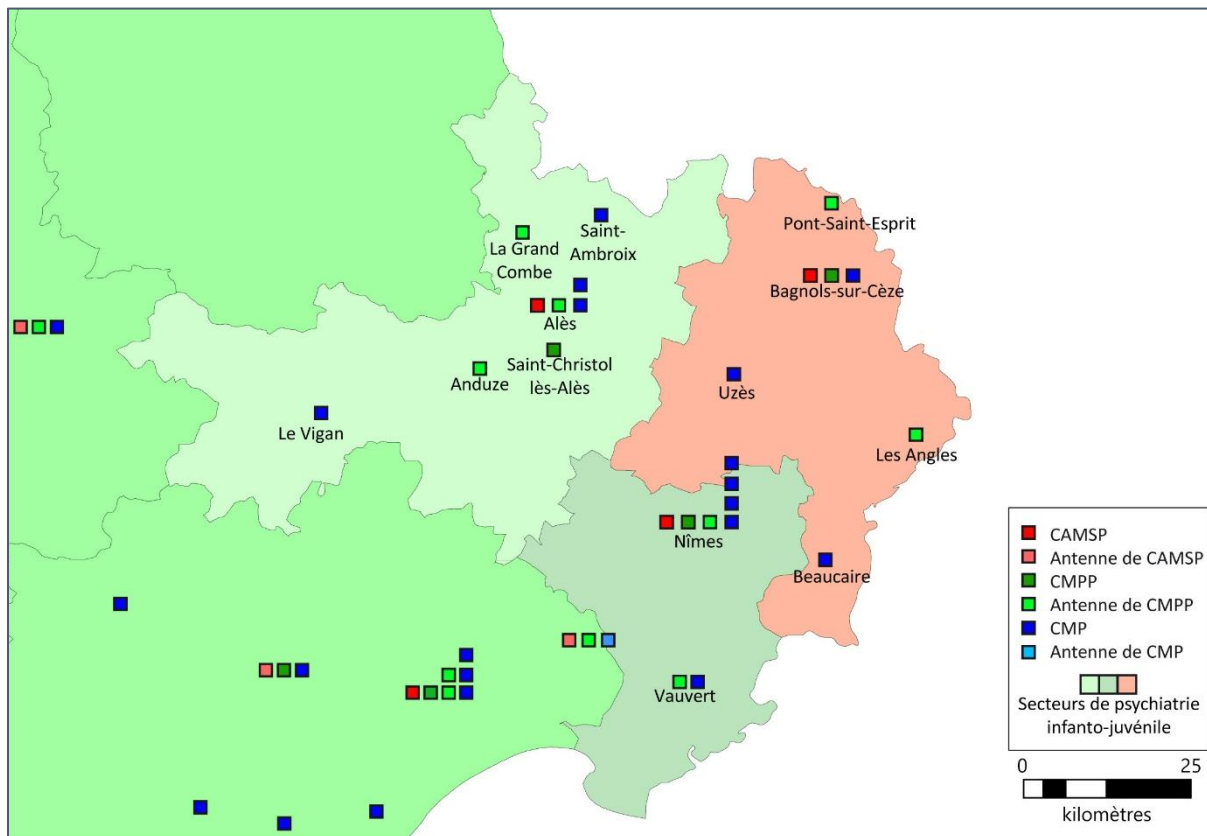 Pont-Saint-Esprit
Saint-
Ambroix
La Grand
Combe
Bagnols-sur-Cèze
Alès
Saint-Christol
lès-Alès
Anduze
Uzès
Le Vigan
Les Angles
Nîmes
Beaucaire
Vauvert
CAMSP
Antenne de CAMSP
CMPP
Antenne de CMPP
CMP
Antenne de CMP
Secteurs de psychiatrie
infanto-juvénile
0 25
kilomètres